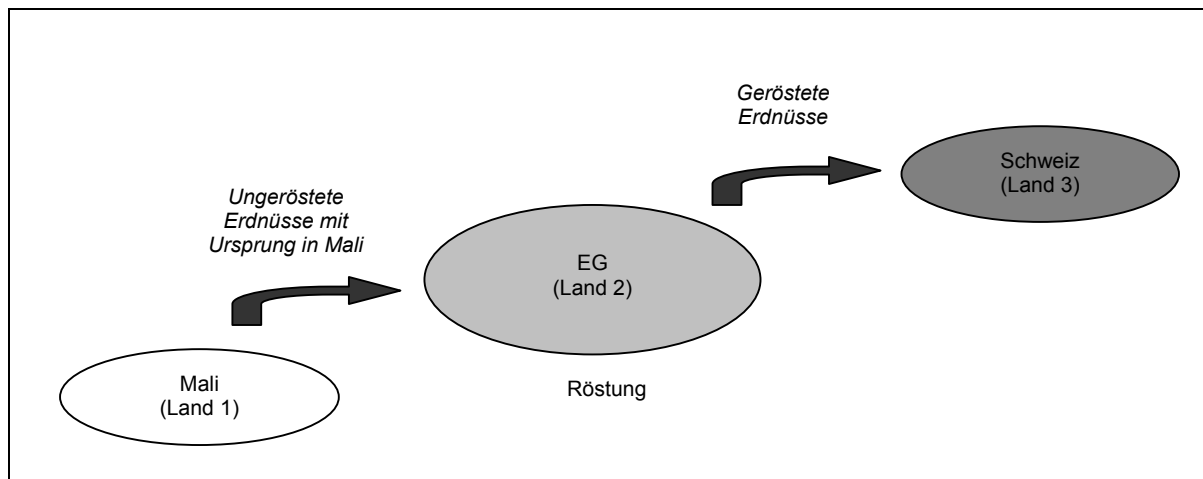 Geröstete
Erdnüsse
Schweiz
(Land 3)
Ungeröstete
Erdnüsse mit
Ursprung in Mali
EG
(Land 2)
Mali
(Land 1)
Röstung